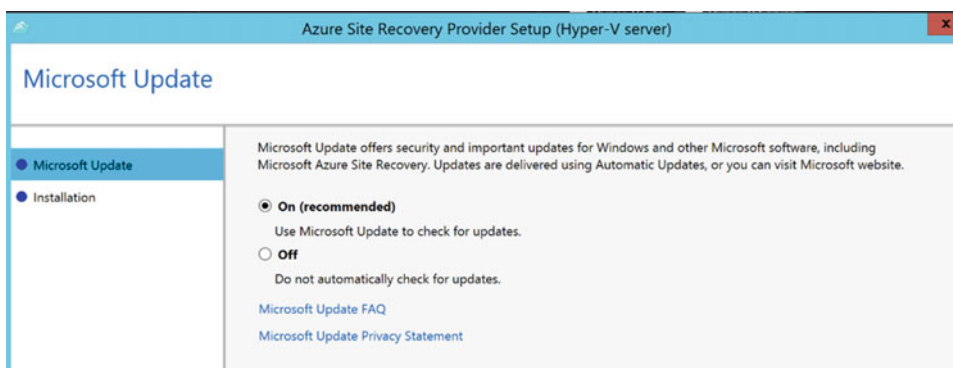 Azure Site Recovery Provider Setup (Hyper-V server)
x
Microsoft Update
Microsoft Update
Installation
Microsoft Update offers security and important updates for Windows and other Microsoft software, including
Microsoft Azure Site Recovery. Updates are delivered using Automatic Updates, or you can visit Microsoft website.
On (recommended)
Use Microsoft Update to check for updates.
Off
Do not automatically check for updates.
Microsoft Update FAQ
Microsoft Update Privacy Statement